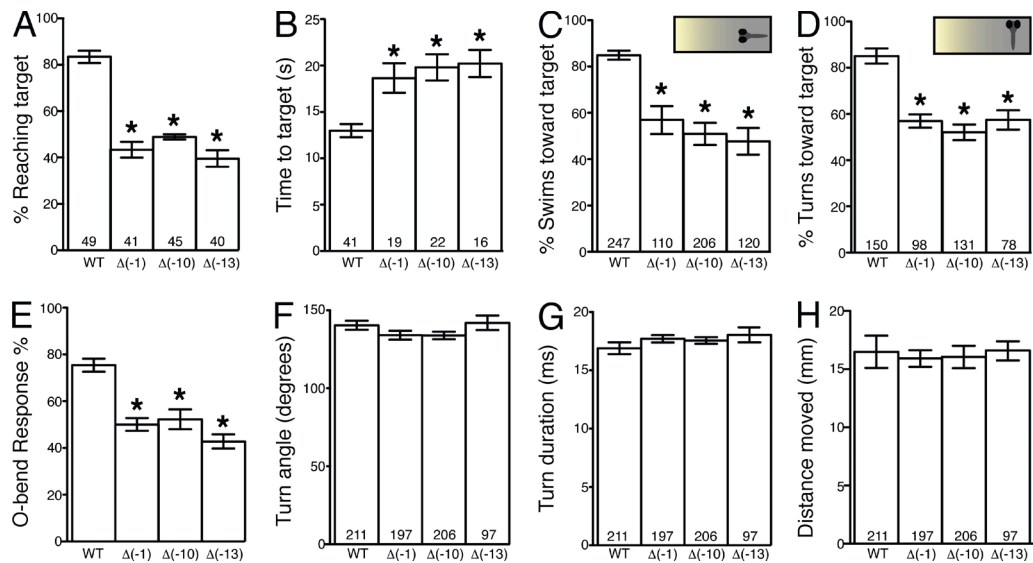 A
% Reaching target
100
80
60
40
20
0
*
*
*
49
41
45
40
WT
Δ(-1)
Δ(-10)
Δ(-13)
B
Time to target (s)
25
20
15
10
5
0
*
*
*
41
19
22
16
WT
Δ(-1)
Δ(-10)
Δ(-13)
C
% Swims toward target
100
80
60
40
60
0
*
*
*
247
110
206
120
WT
Δ(-1)
Δ(-10)
Δ(-13)
D
% Turns toward target
100
80
60
40
20
0
*
*
*
150
98
131
78
WT
Δ(-1)
Δ(-10)
Δ(-13)
E
O-bend Response %
100
80
60
40
20
0
*
*
*
WT
Δ(-1)
Δ(-10)
Δ(-13)
F
Turn angle (degrees)
150
100
50
0
211
197
206
97
WT
Δ(-1)
Δ(-10)
Δ(-13)
G
Turn duration (ms)
20
15
10
5
0
211
197
206
97
WT
Δ(-1)
Δ(-10)
Δ(-13)
H
Distance moved (mm)
20
15
10
5
0
211
197
206
97
WT
Δ(-1)
Δ(-10)
Δ(-13)